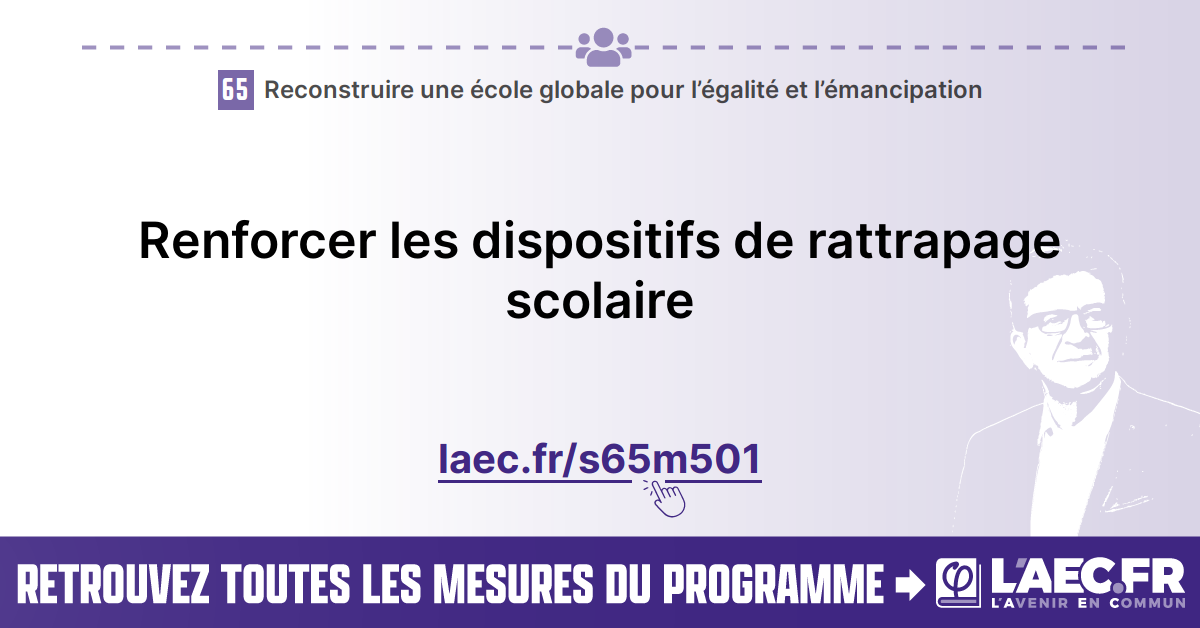 65 Reconstruire une école globale pour l’égalité et l’émancipation
Renforcer les dispositifs de rattrapage
scolaire
laec.fr/s65m501
RETROUVEZ TOUTES LES MESURES DU PROGRAMME
L'AEC.FR
L'AVENIR EN COMMUN